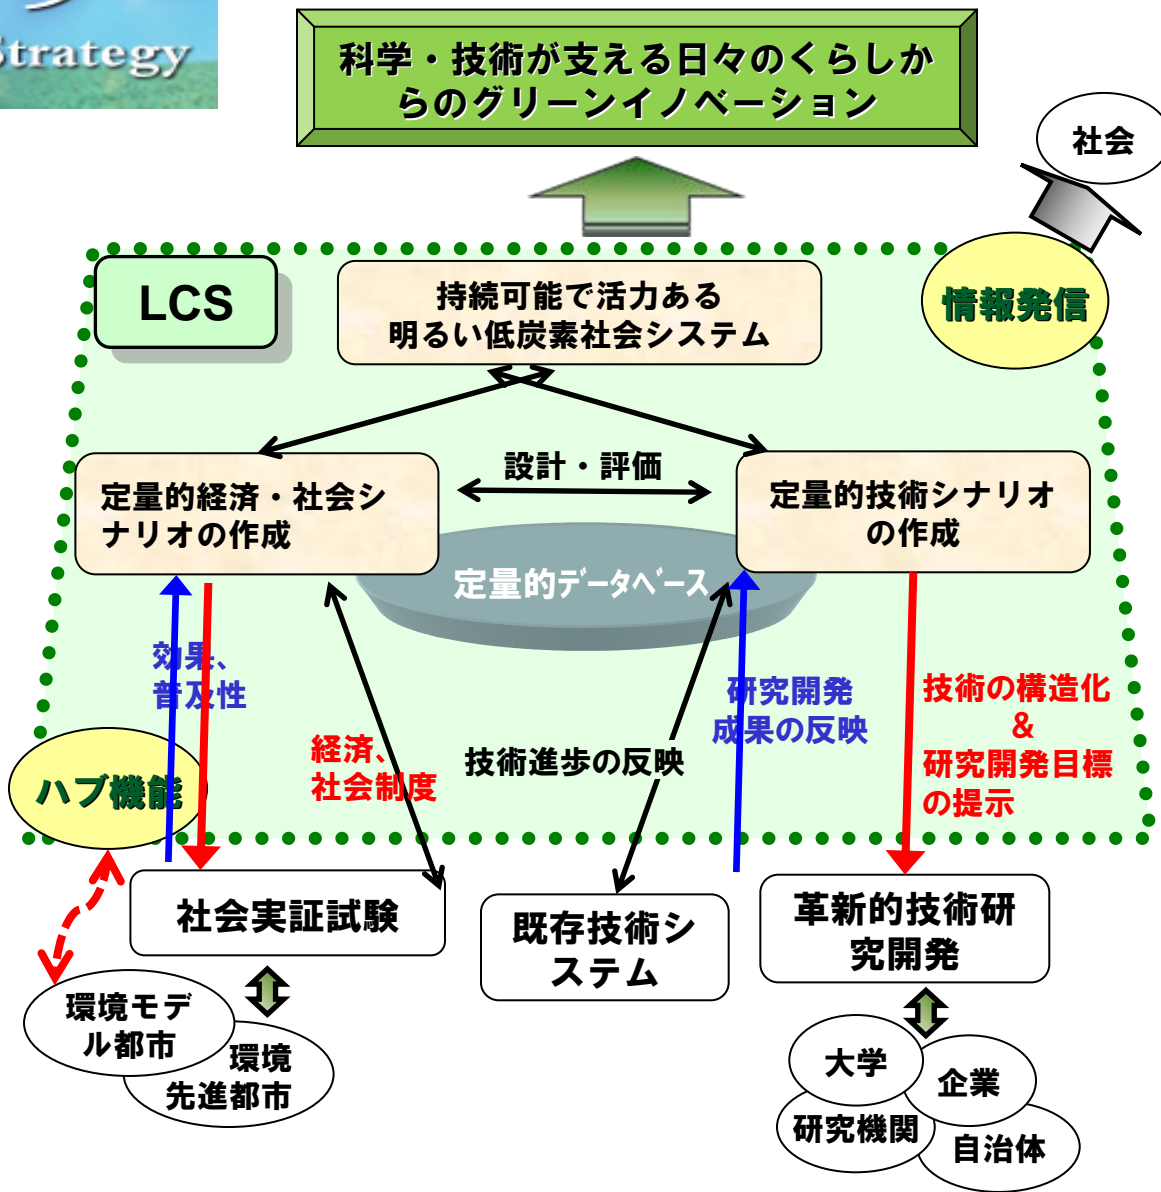 Strategy
科学・技術が支える日々のくらしか
らのグリーンイノベーション
社会
LCS
持続可能で活力ある
明るい低炭素社会システム
情報発信
設計・評価
定量的経済・社会シ
ナリオの作成
定量的技術シナリオ
の作成
定量的ﾃﾞｰﾀﾍﾞｰｽ
効果、
普及性
経済、
社会制度
技術進歩の反映
研究開発
成果の反映
技術の構造化
&
研究開発目標
の提示
ハブ機能
社会実証試験
既存技術シ
ステム
革新的技術研
究開発
環境モデ
ル都市
環境
先進都市
大学
企業
研究機関
自治体